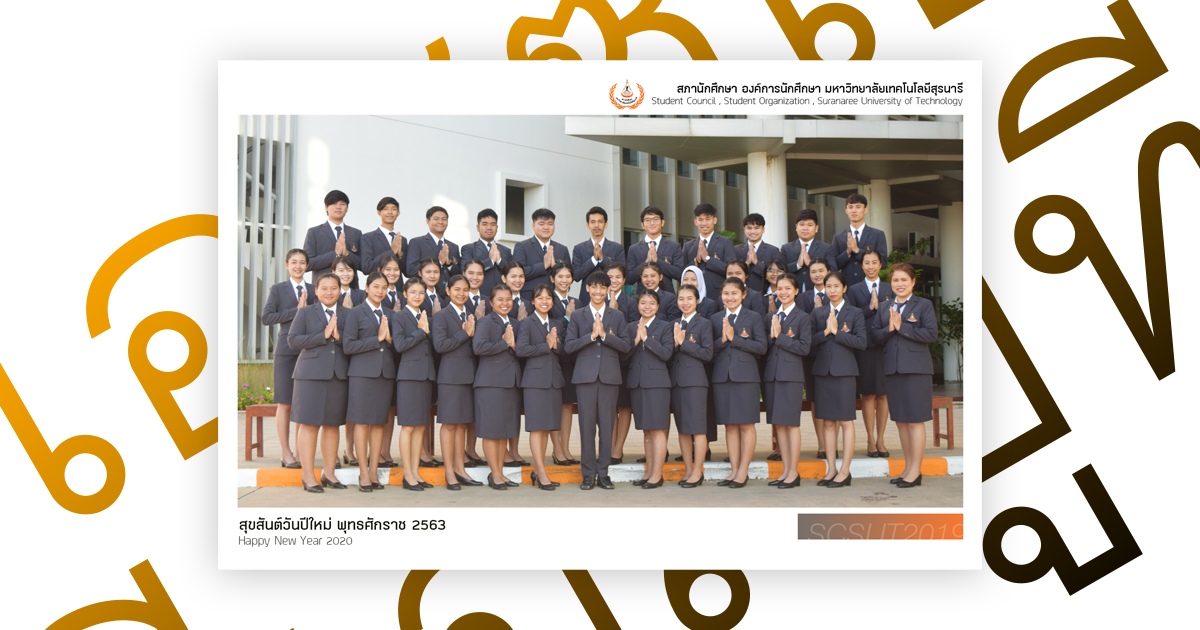 สภานักศึกษา องค์การนักศึกษา มหาวิทยาลัยเทคโนโลยีสุรนารี
Student Council , Student Organization , Suranaree University of Technology
สุขสันต์วันปีใหม่ พุทธศักราช 2563
Happy New Year 2020
SCSUT2019